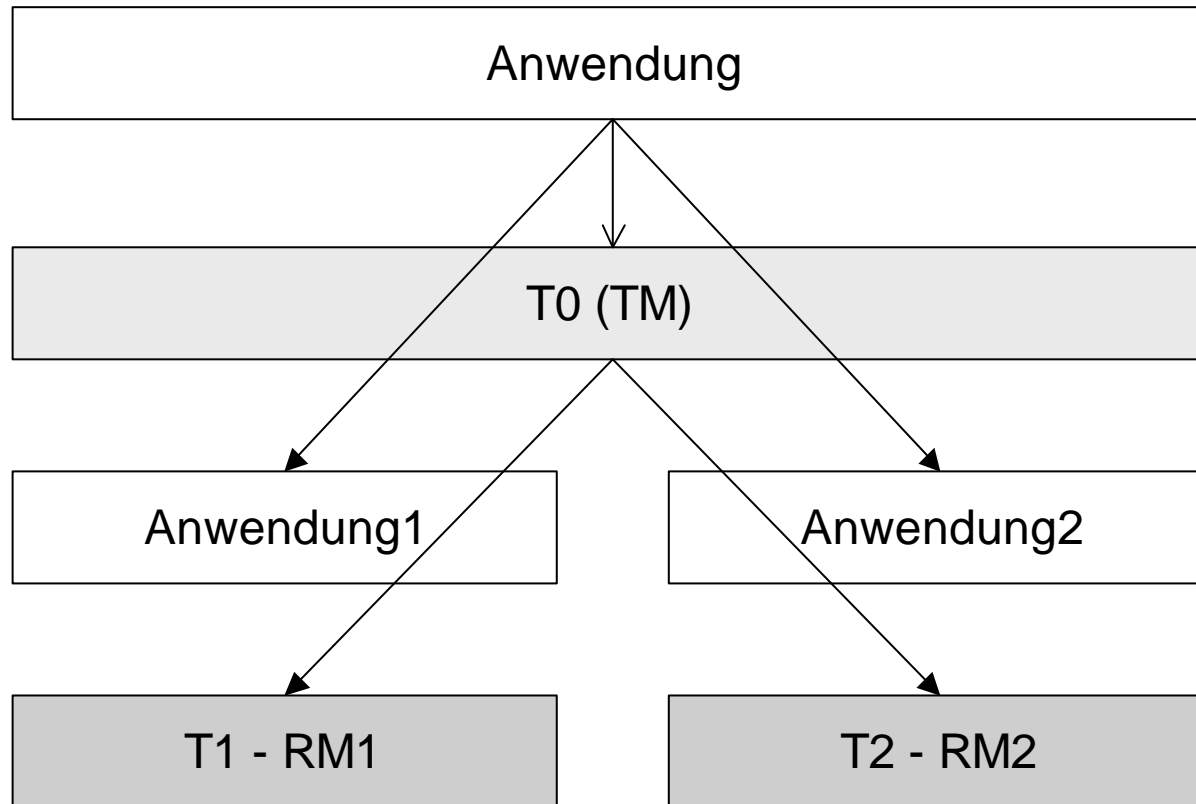 Anwendung
T0 (TM)
Anwendung1
Anwendung2
T1 - RM1
T2 - RM2